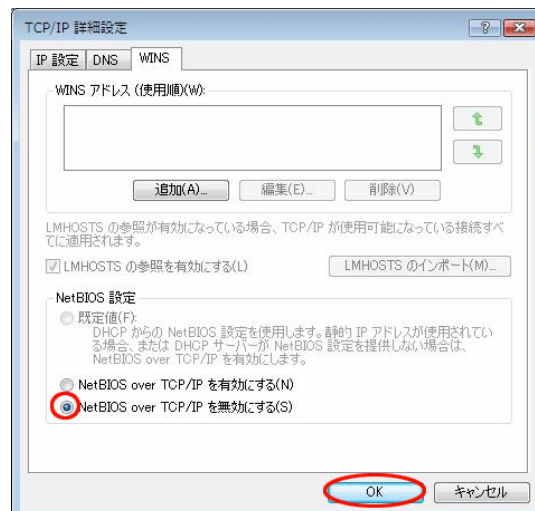 TCP/IP 詳細設定
IP 設定 DNS WINS
WINS アドレス (使用順)(W):
追加(A)... 編集(E)... 削除(V)
LMHOSTS の参照が有効になっている場合、TCP/IP が使用可能になっている接続すべ
てに適用されます。
LMHOSTS の参照を有効にする(L) LMHOSTS のインポート(M)...
NetBIOS 設定
既定値(F):
DHCP からの NetBIOS 設定を使用します。静的 IP アドレスが使用されてい
る場合、または DHCP サーバーが NetBIOS 設定を提供しない場合は、
NetBIOS over TCP/IP を有効にします。
NetBIOS over TCP/IP を有効にする(N)
NetBIOS over TCP/IP を無効にする(S)
OK キャンセル